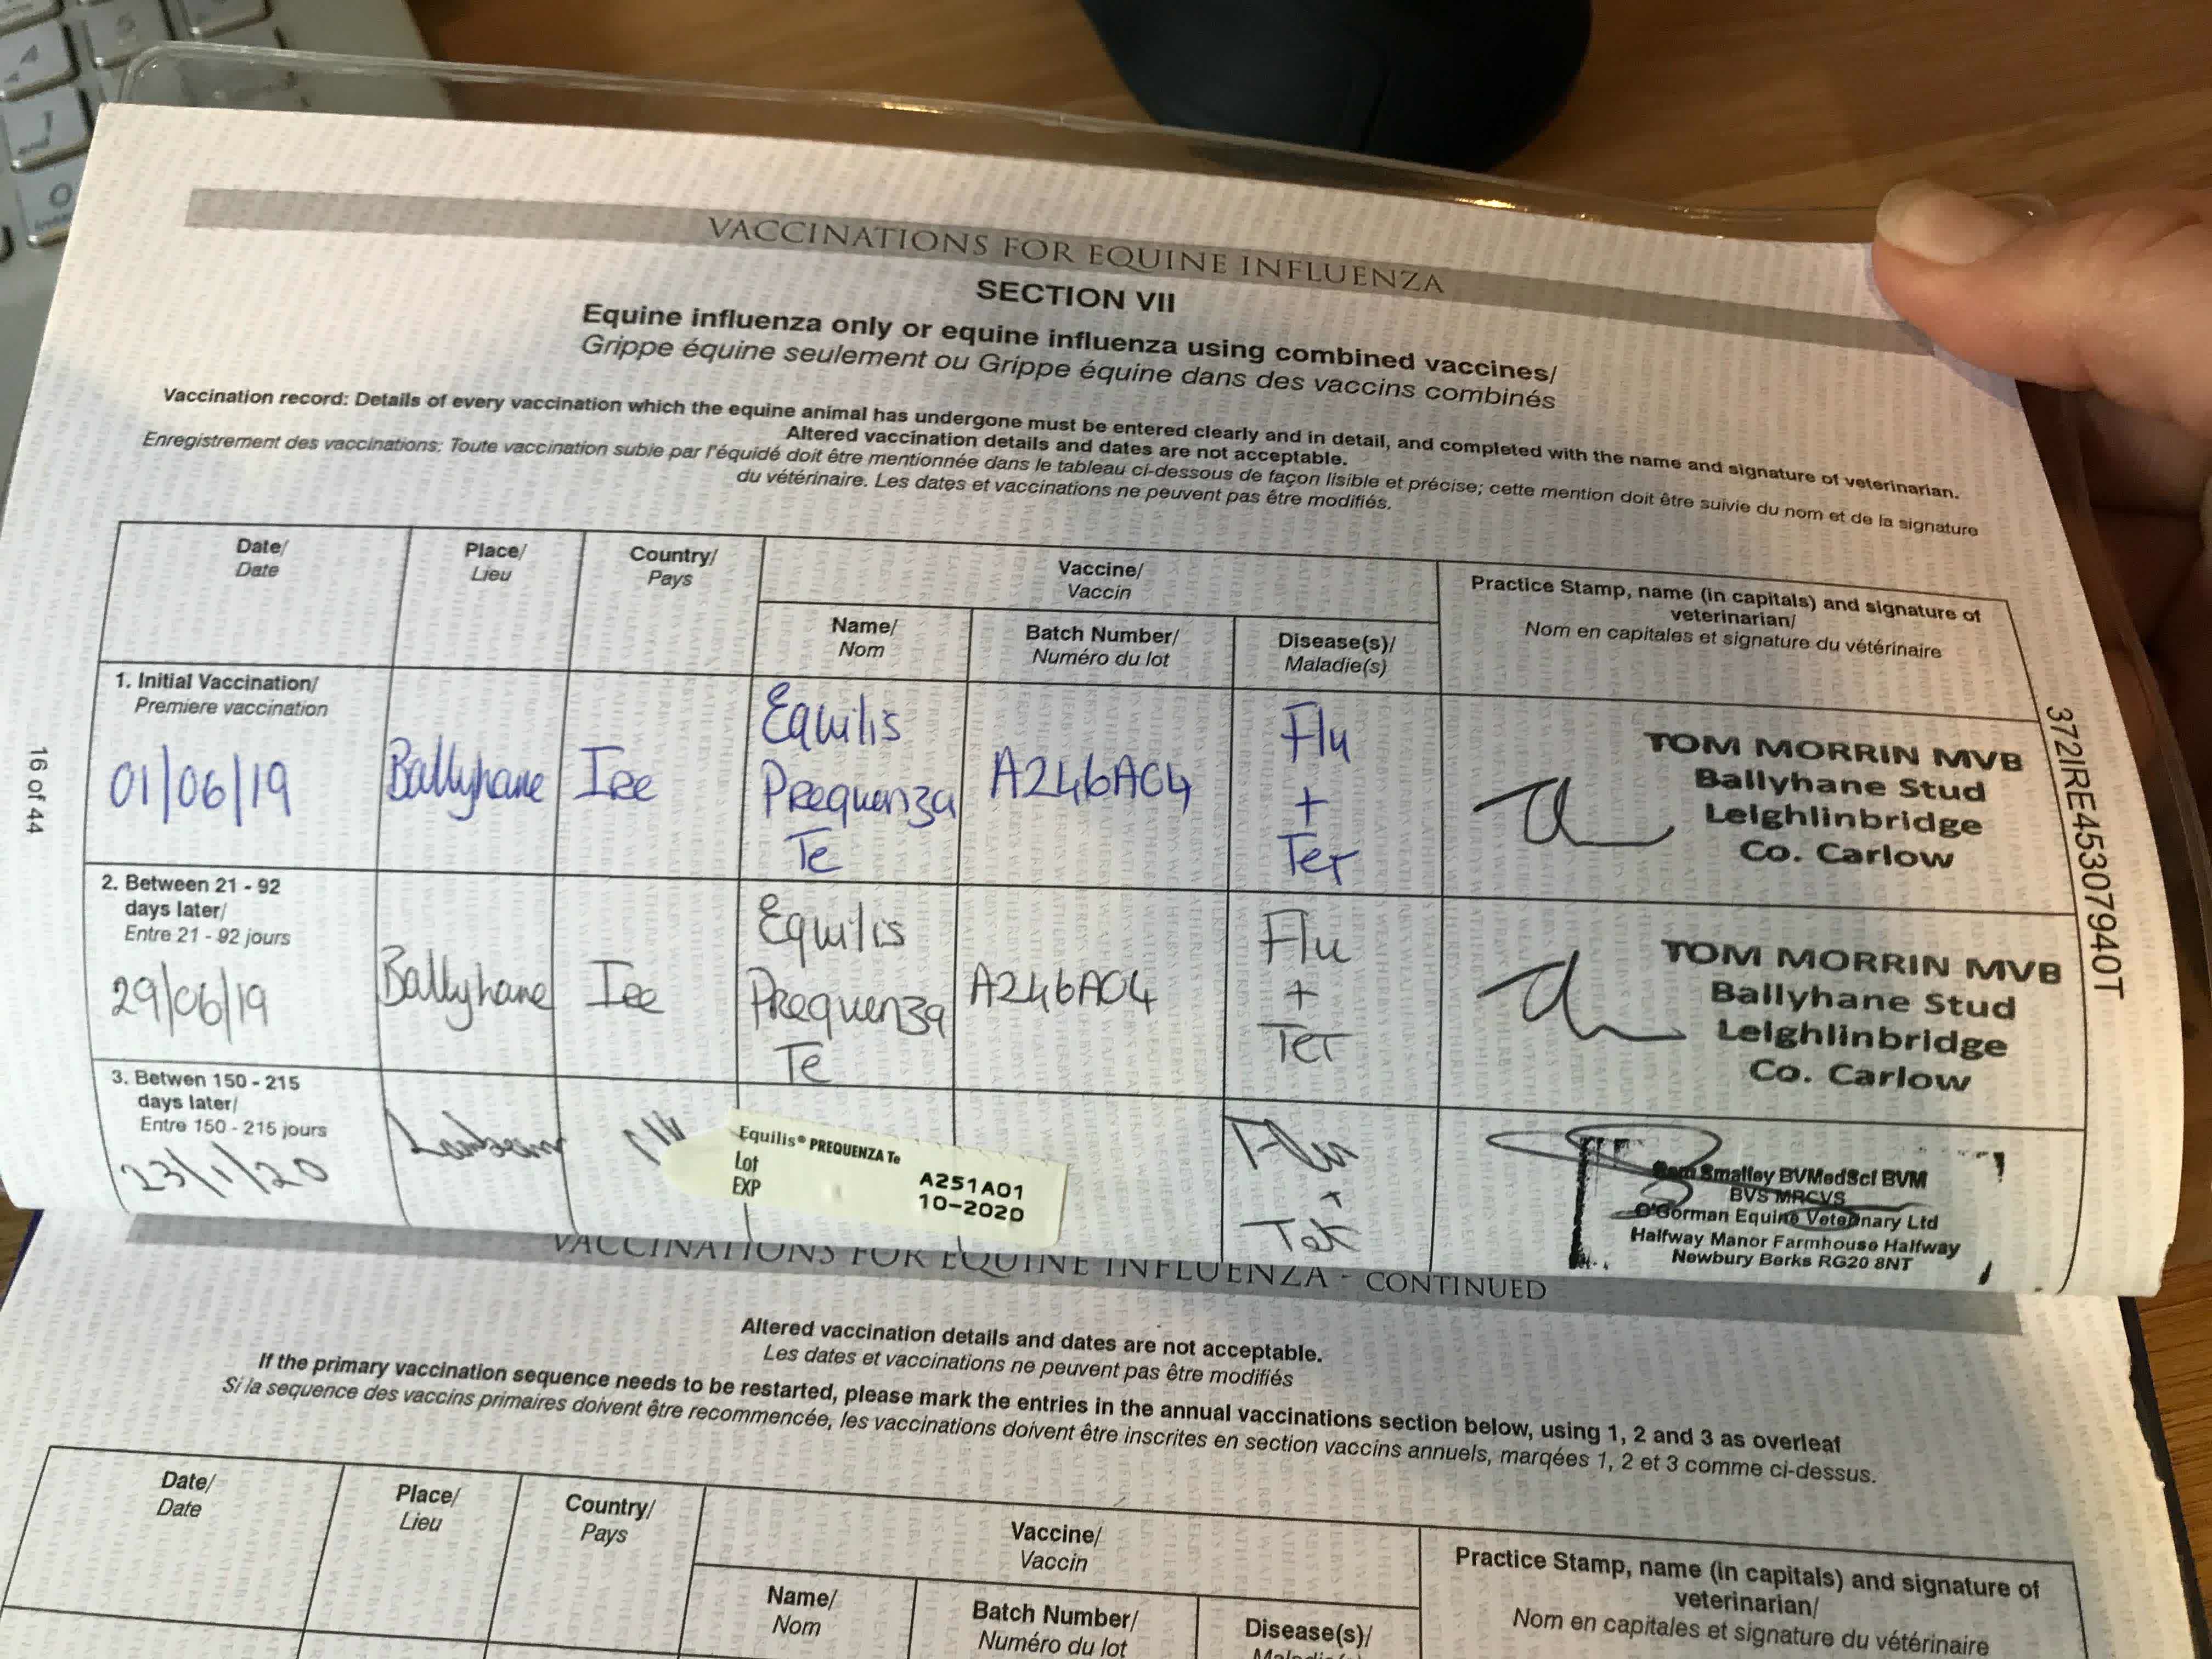 VACCINATIONS FOR EQUINE INFLUENZA
SECTION VII
Equine influenza only or equine influenza using combined vaccines/
Grippe équine seulement ou Grippe équine dans des vaccins combinés
Vaccination record: Details of every vaccination which the equine animal has undergone must be entered clearly and in detail, and completed with the name and signature of veterinarian.
Altered vaccination details and dates are not acceptable.
Enregistrement des vaccinations: Toute vaccination subie par l'équidé doit être mentionnée dans le tableau ci-dessous de façon lisible et précise; cette mention doit être suivie du nom et de la signature
du vétérinaire. Les dates et vaccinations ne peuvent pas être modifiés.
Date/
Date
Place/
Lieu
Country/
Pays
Vaccine/
Vaccin
Name/
Nom
Batch Number/
Numéro du lot
Disease(s)/
Maladie(s)
Practice Stamp, name (in capitals) and signature of
veterinarian/
Nom en capitales et signature du vétérinaire
1. Initial Vaccination/
Premiere vaccination
01/06/19
Ballyhane
Ire
Equilis
Prequenza
Te
A246A04
Flu
+
Tet
TOM MORRIN MVB
Ballyhane Stud
Leighlinbridge
Co. Carlow
2. Between 21 - 92
days later/
Entre 21 - 92 jours
29/06/19
Ballyhane
Ire
Equilis
Prequenza
Te
A246A04
Flu
+
Tet
TOM MORRIN MVB
Ballyhane Stud
Leighlinbridge
Co. Carlow
3. Betwen 150 - 215
days later/
Entre 150 - 215 jours
23/1/20
Equilis® PREQUENZA Te
Lot A251A01
EXP 10-2020
Flu
+
Tet
Sam Smalley BVMedSci BVM
BVS MRCVS
O'Gorman Equine Veterinary Ltd
Halfway Manor Farmhouse Halfway
Newbury Berks RG20 8NT
16 of 44
372IRE45307940T
VACCINATIONS FOR EQUINE INFLUENZA - CONTINUED
Altered vaccination details and dates are not acceptable.
Les dates et vaccinations ne peuvent pas être modifiés
If the primary vaccination sequence needs to be restarted, please mark the entries in the annual vaccinations section below, using 1, 2 and 3 as overleaf
Si la sequence des vaccins primaires doivent être recommencée, les vaccinations doivent être inscrites en section vaccins annuels, marqées 1, 2 et 3 comme ci-dessus.
Date/
Date
Place/
Lieu
Country/
Pays
Vaccine/
Vaccin
Name/
Nom
Batch Number/
Numéro du lot
Disease(s)/
Practice Stamp, name (in capitals) and signature of
veterinarian/
Nom en capitales et signature du vétérinaire